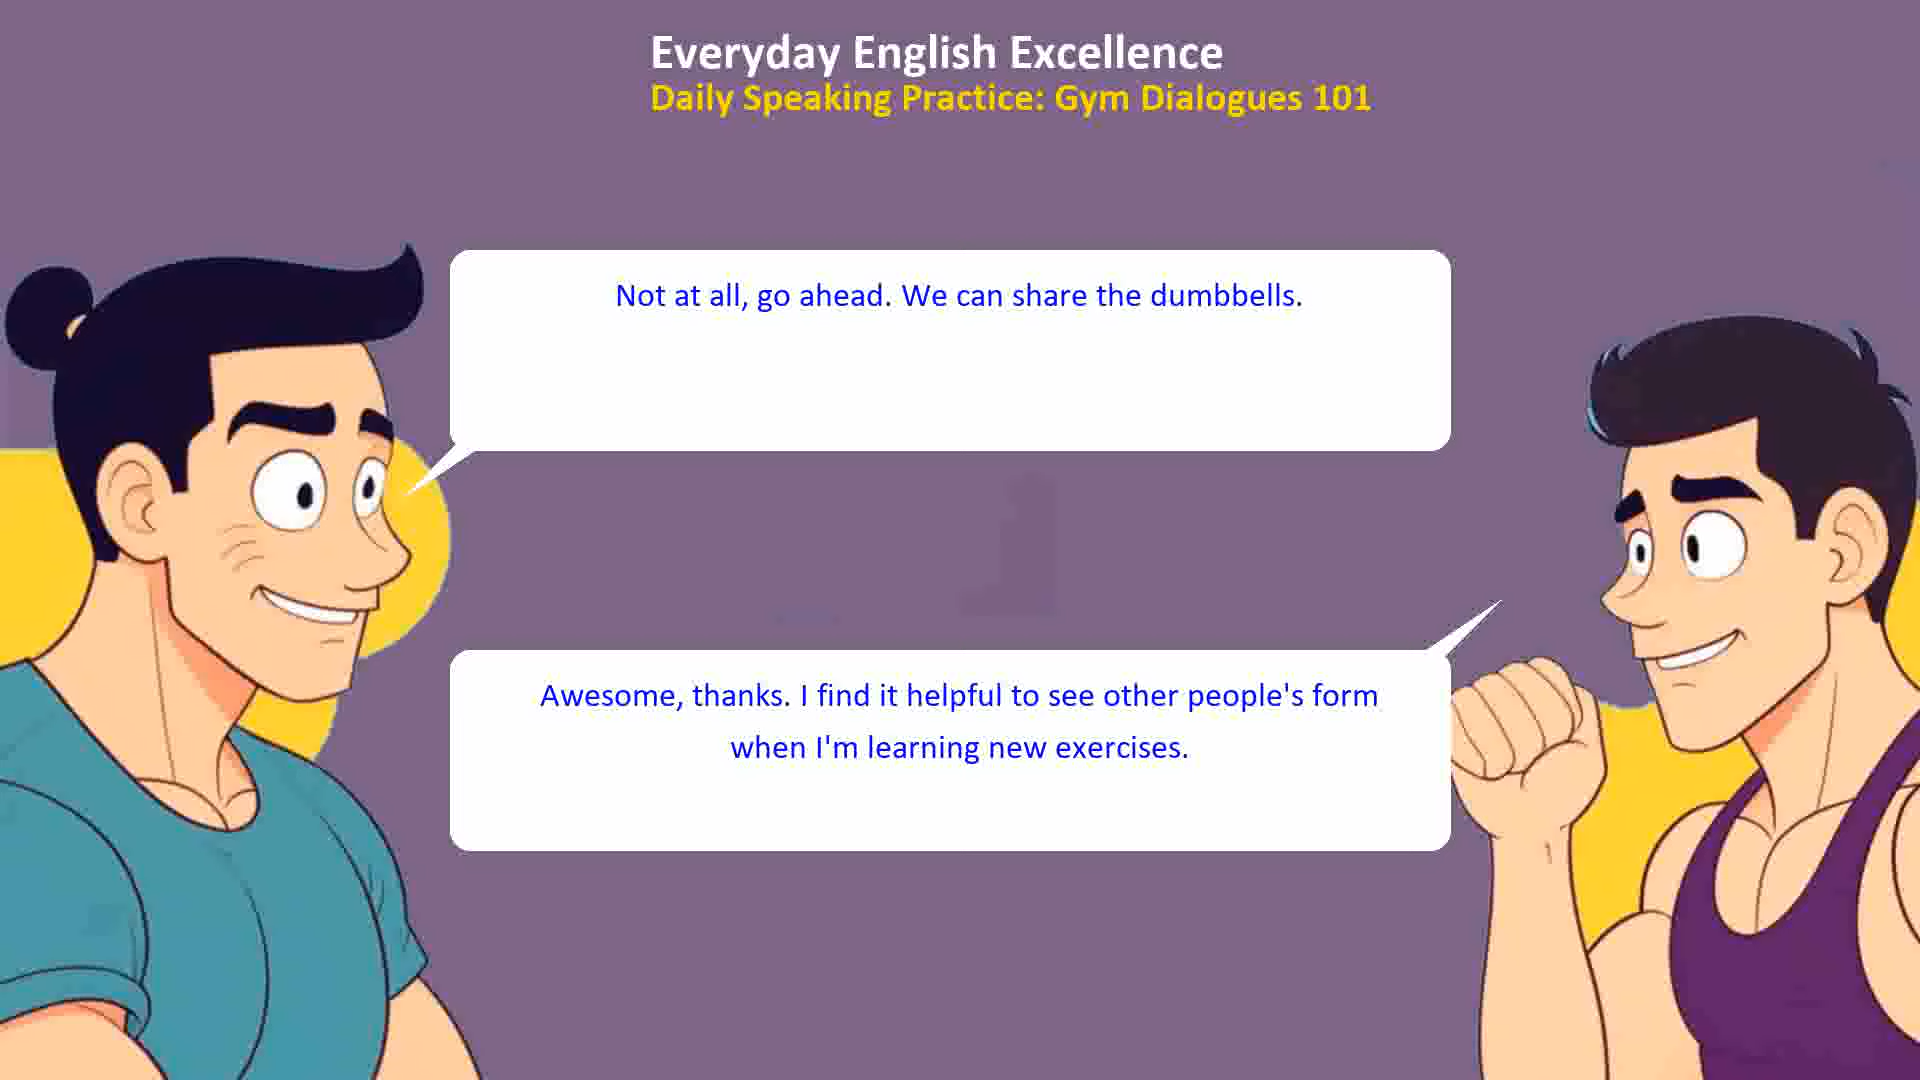 Everyday English Excellence
Daily Speaking Practice: Gym Dialogues 101
Not at all, go ahead. We can share the dumbbells.
Awesome, thanks. I find it helpful to see other people's form
when I'm learning new exercises.